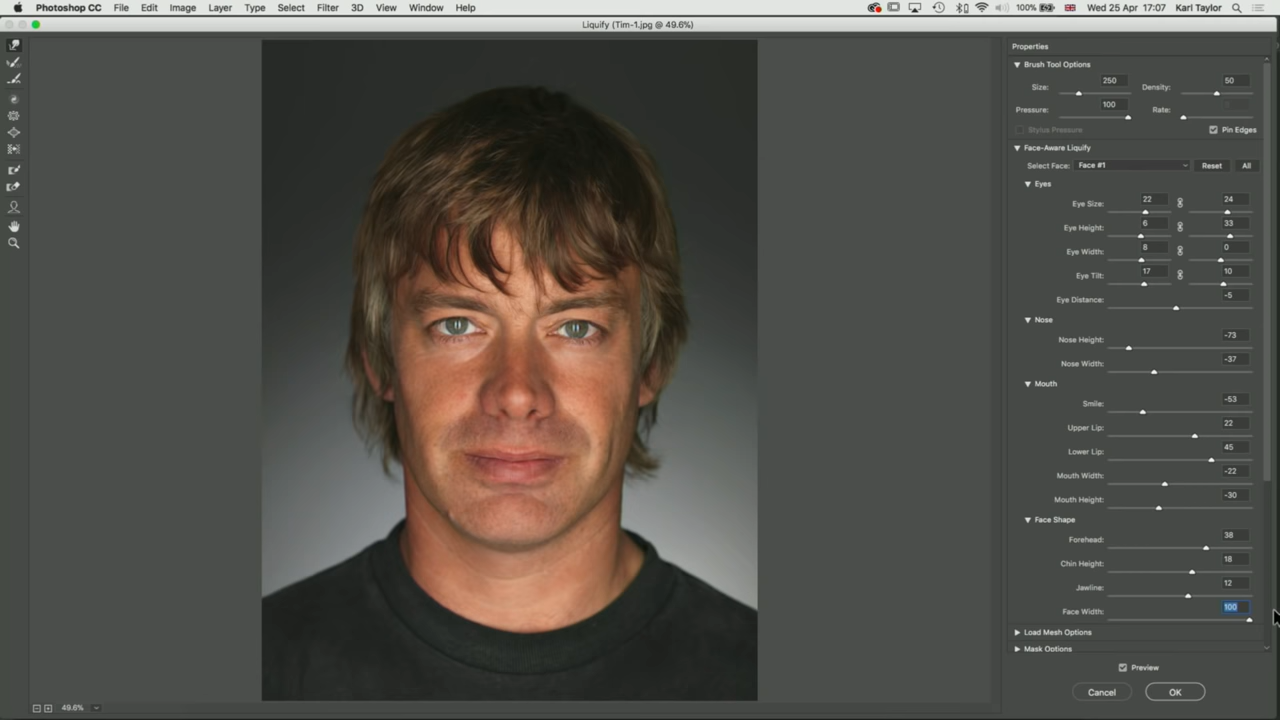 Photoshop CC File Edit Image Layer Type Select Filter 3D View Window Help 100% Wed 25 Apr 17:07 Karl Taylor
Liquify (Tim-1.jpg @ 49.6%)
Properties
Brush Tool Options
Size: 250 Density: 50
Pressure: 100 Rate:
Stylus Pressure Pin Edges
Face-Aware Liquify
Select Face: Face #1 Reset All
Eyes
Eye Size: 22 24
Eye Height: 6 33
Eye Width: 8 0
Eye Tilt: 17 10
Eye Distance: -5
Nose
Nose Height: -73
Nose Width: -37
Mouth
Smile: -53
Upper Lip: 22
Lower Lip: 45
Mouth Width: -22
Mouth Height: -30
Face Shape
Forehead: 38
Chin Height: 18
Jawline: 12
Face Width: 100
Load Mesh Options
Mask Options
Preview
Cancel OK
49.6%